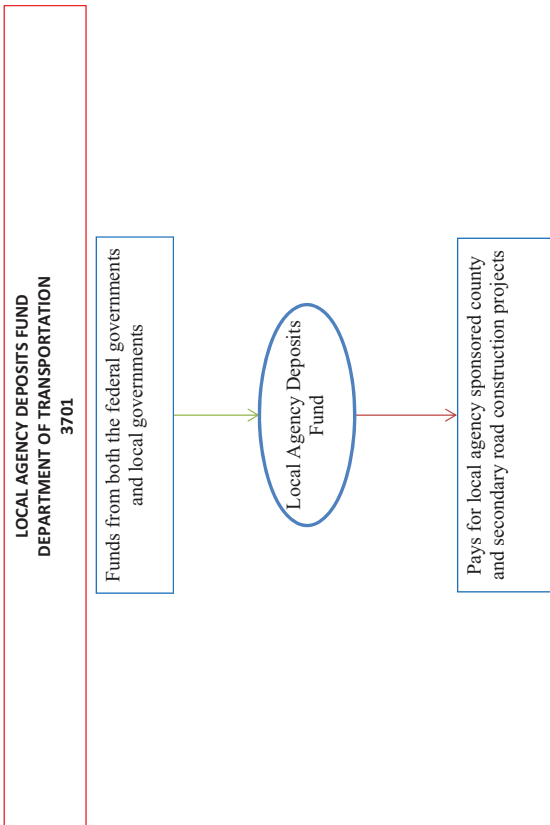 LOCAL AGENCY DEPOSITS FUND
DEPARTMENT OF TRANSPORTATION
3701
Funds from both the federal governments
and local governments
Local Agency Deposits
Fund
Pays for local agency sponsored county
and secondary road construction projects